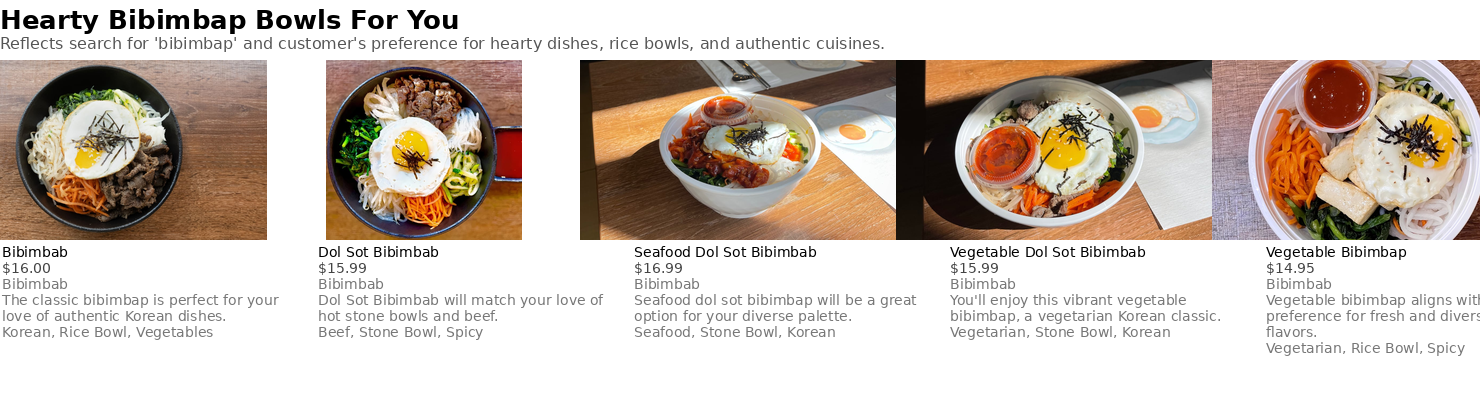 Hearty Bibimbap Bowls For You
Reflects search for 'bibimbap' and customer's preference for hearty dishes, rice bowls, and authentic cuisines.
Bibimbab
$16.00
Bibimbab
The classic bibimbap is perfect for your
love of authentic Korean dishes.
Korean, Rice Bowl, Vegetables
Dol Sot Bibimbab
$15.99
Bibimbab
Dol Sot Bibimbab will match your love of
hot stone bowls and beef.
Beef, Stone Bowl, Spicy
Seafood Dol Sot Bibimbab
$16.99
Bibimbab
Seafood dol sot bibimbap will be a great
option for your diverse palette.
Seafood, Stone Bowl, Korean
Vegetable Dol Sot Bibimbab
$15.99
Bibimbab
You'll enjoy this vibrant vegetable
bibimbap, a vegetarian Korean classic.
Vegetarian, Stone Bowl, Korean
Vegetable Bibimbap
$14.95
Bibimbab
Vegetable bibimbap aligns
preference for fresh and
flavors.
Vegetarian, Rice Bowl, Spicy